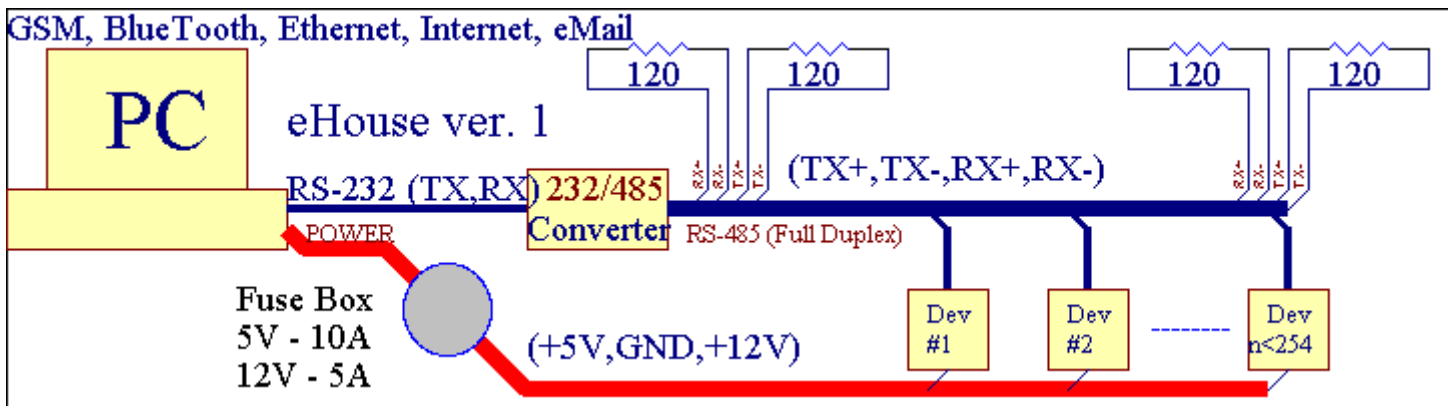 GSM, BlueTooth, Ethernet, Internet, eMail
120
120
120
120
PC
eHouse ver. 1
RX+
RX-
TX+
TX-
(TX+,TX-,RX+,RX-)
RX+
RX-
TX+
TX-
RS-232 (TX,RX)
232/485
Converter
RS-485 (Full Duplex)
POWER
Fuse Box
5V - 10A
12V - 5A
(+5V,GND,+12V)
Dev
#1
Dev
#2
--------
Dev
n<254